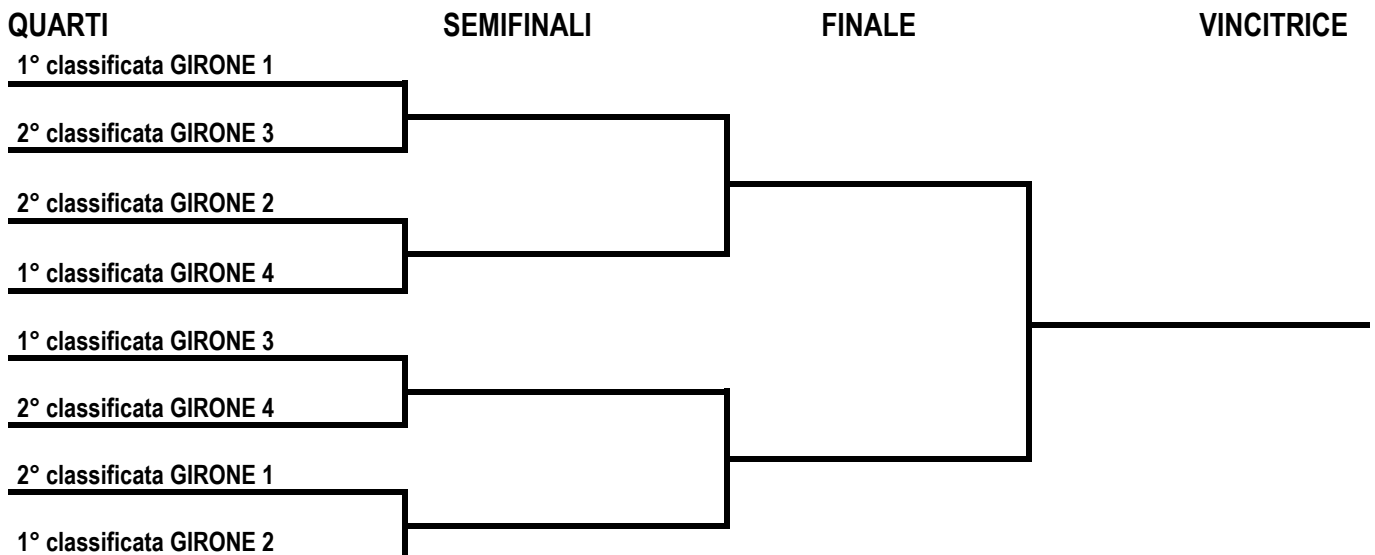 QUARTI SEMIFINALI FINALE VINCITRICE
1° classificata GIRONE 1
2° classificata GIRONE 3
2° classificata GIRONE 2
1° classificata GIRONE 4
1° classificata GIRONE 3
2° classificata GIRONE 4
2° classificata GIRONE 1
1° classificata GIRONE 2